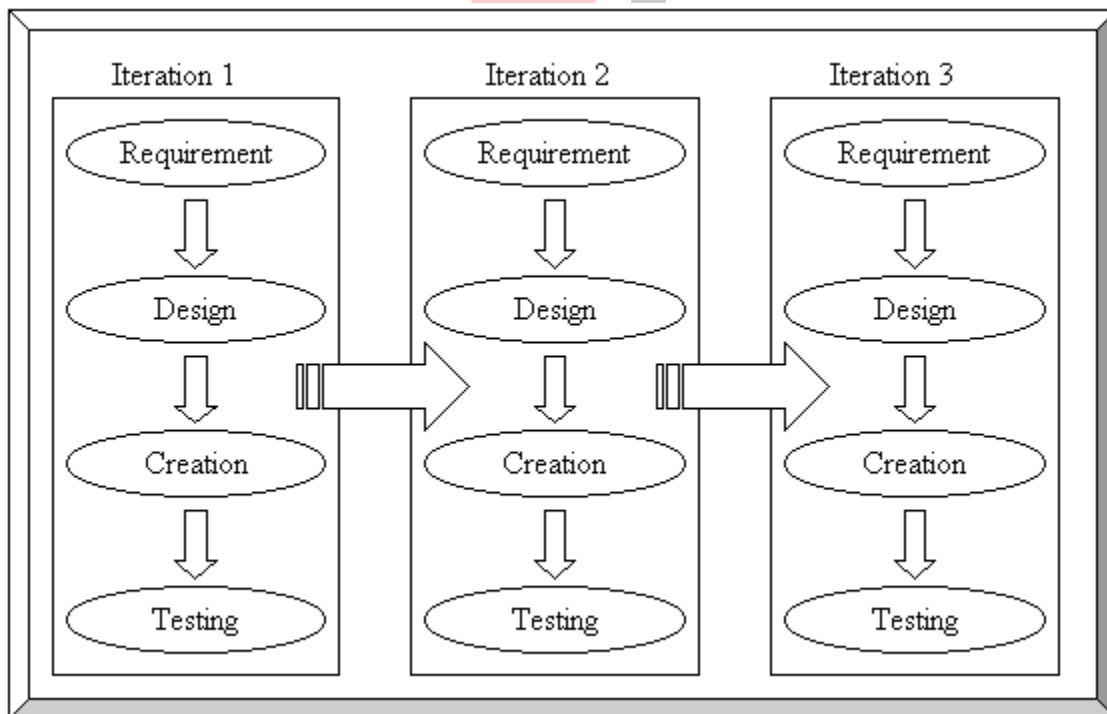 Iteration 1
Requirement
Design
Creation
Testing
Iteration 2
Requirement
Design
Creation
Testing
Iteration 3
Requirement
Design
Creation
Testing